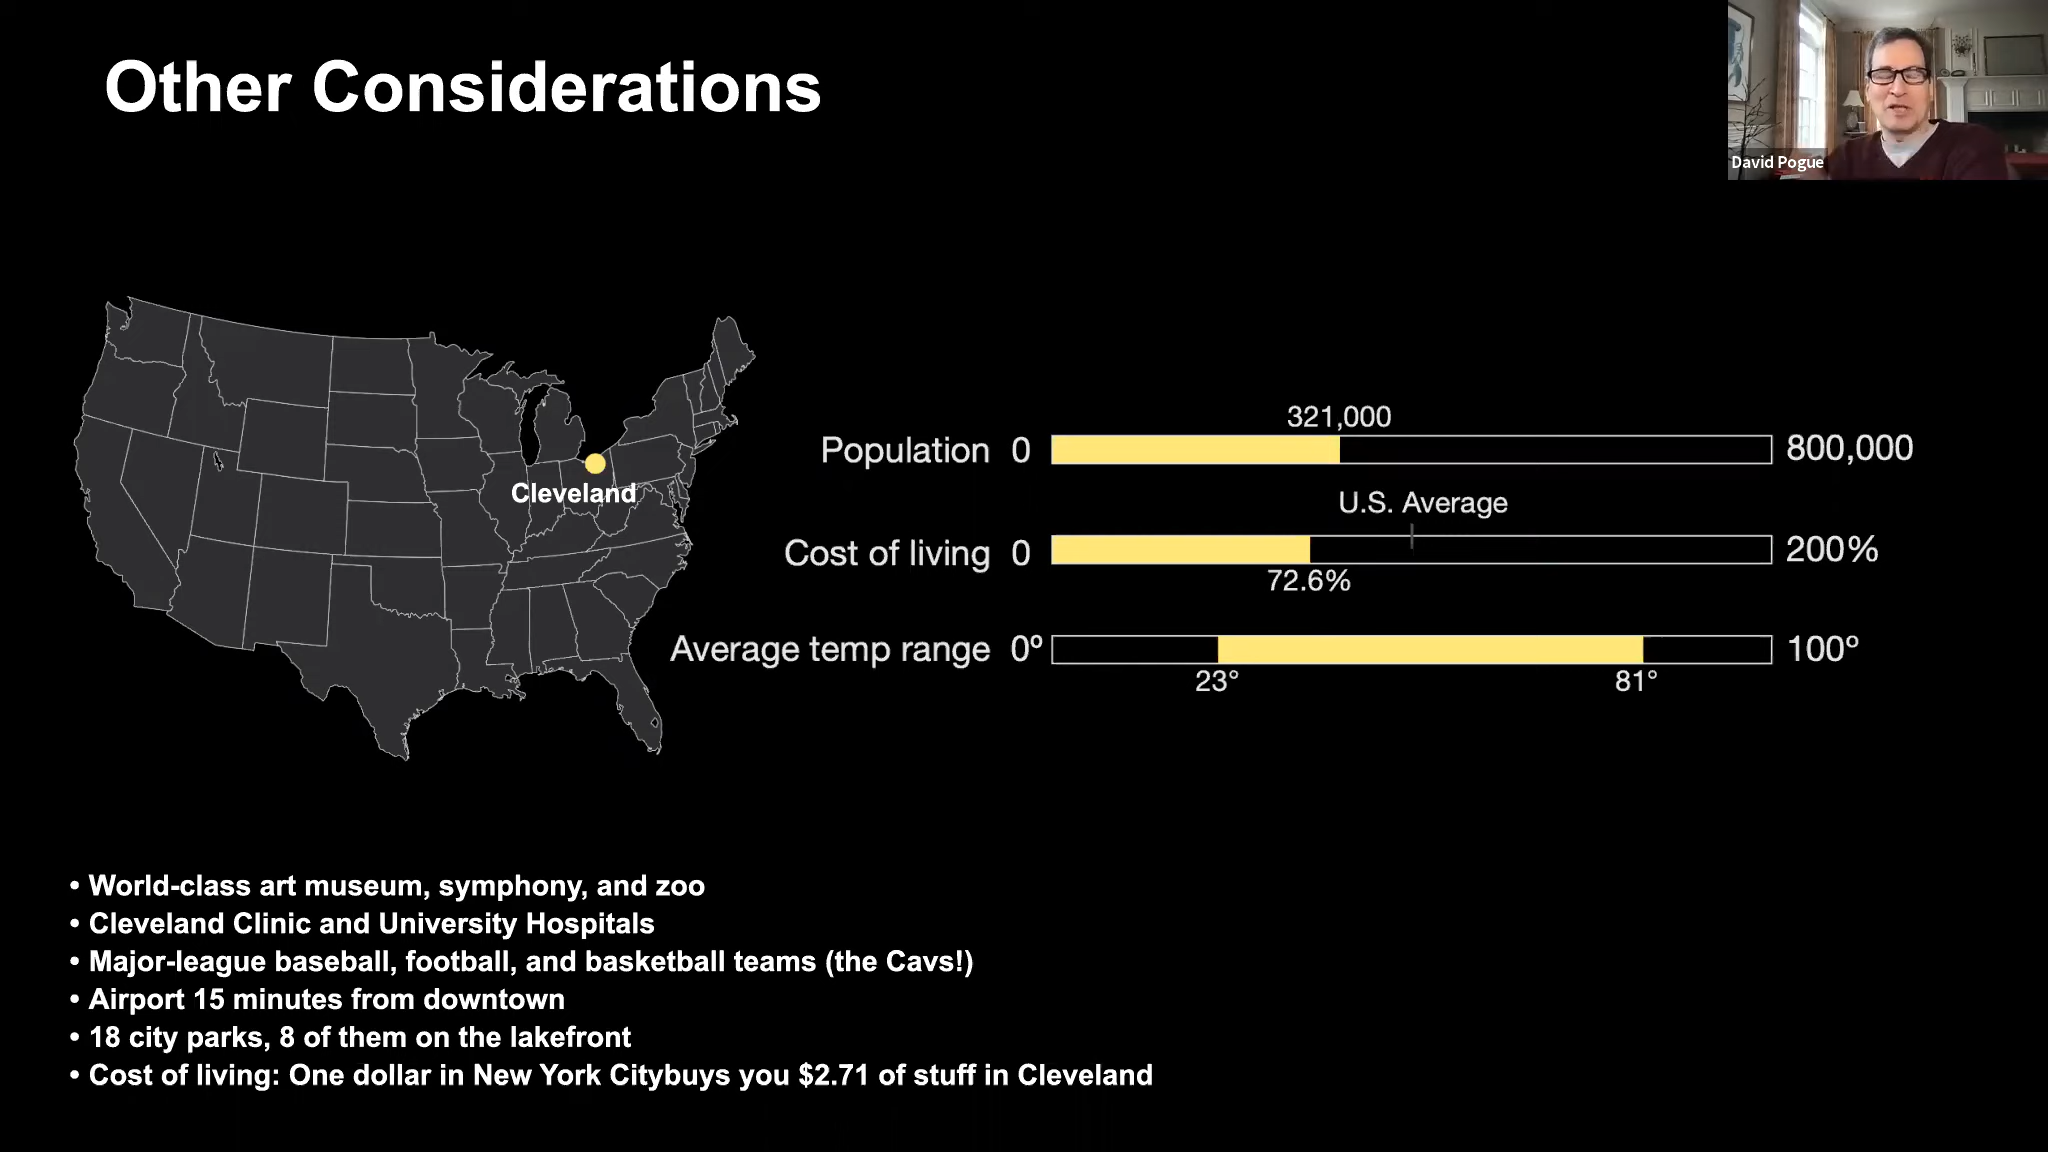 Other Considerations
David Pogue
Cleveland
321,000
Population 0 800,000
U.S. Average
Cost of living 0 200%
72.6%
Average temp range 0º 100º
23° 81°
• World-class art museum, symphony, and zoo
• Cleveland Clinic and University Hospitals
• Major-league baseball, football, and basketball teams (the Cavs!)
• Airport 15 minutes from downtown
• 18 city parks, 8 of them on the lakefront
• Cost of living: One dollar in New York Citybuys you $2.71 of stuff in Cleveland